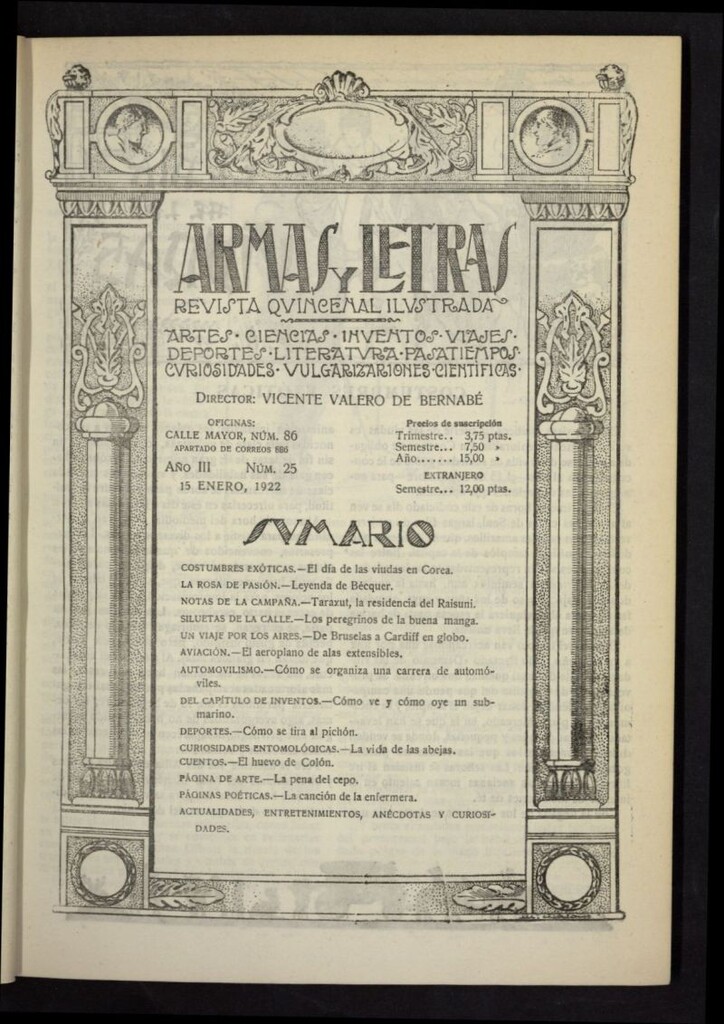 ARMAS Y LETRAS
REVISTA QVINCENAL ILVSTRADA
ARTES · CIENCIAS · INVENTOS · VIAJES ·
DEPORTES · LITERATVRA · PASATIEMPOS
CVRIOSIDADES · VULGARIZARIONES · CIENTIFICAS ·
DIRECTOR: VICENTE VALERO DE BERNABÉ
OFICINAS:
CALLE MAYOR, NÚM. 86
APARTADO DE CORREOS 686
AÑO III NÚM. 25
15 ENERO, 1922
Precios de suscripción
Trimestre.. 3,75 ptas.
Semestre... 7,50 »
Año....... 15,00 »
EXTRANJERO
Semestre... 12,00 ptas.
SVMARIO
COSTUMBRES EXÓTICAS.—El día de las viudas en Corea.
LA ROSA DE PASIÓN.—Leyenda de Bécquer.
NOTAS DE LA CAMPAÑA.—Taraxut, la residencia del Raisuni.
SILUETAS DE LA CALLE.—Los peregrinos de la buena manga.
UN VIAJE POR LOS AIRES.—De Bruselas a Cardiff en globo.
AVIACIÓN.—El aeroplano de alas extensibles.
AUTOMOVILISMO.—Cómo se organiza una carrera de automó-
viles.
DEL CAPÍTULO DE INVENTOS.—Cómo ve y cómo oye un sub-
marino.
DEPORTES.—Cómo se tira al pichón.
CURIOSIDADES ENTOMOLÓGICAS.—La vida de las abejas.
CUENTOS.—El huevo de Colón.
PÁGINA DE ARTE.—La pena del cepo.
PÁGINAS POÉTICAS.—La canción de la enfermera.
ACTUALIDADES, ENTRETENIMIENTOS, ANÉCDOTAS Y CURIOSI-
DADES.